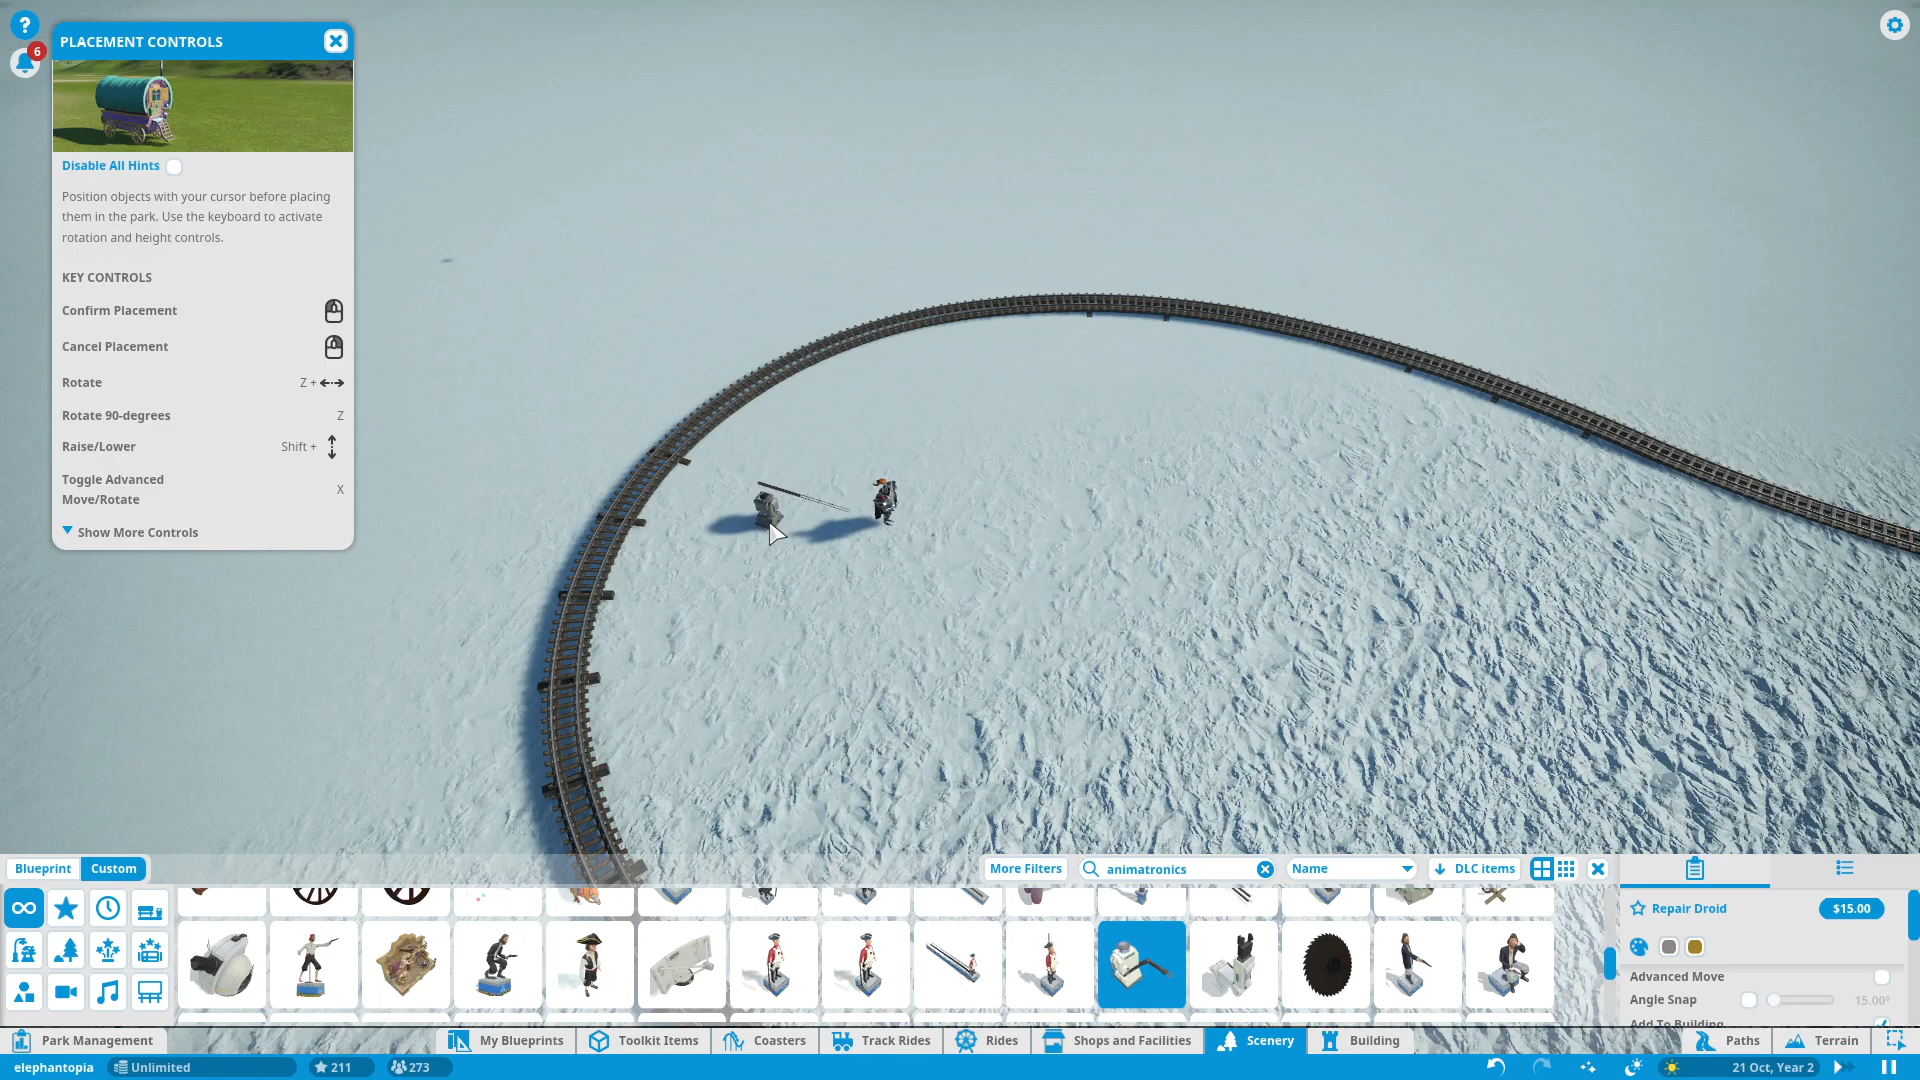 ?
6
PLACEMENT CONTROLS
Disable All Hints
Position objects with your cursor before placing
them in the park. Use the keyboard to activate
rotation and height controls.
KEY CONTROLS
Confirm Placement
Cancel Placement
Rotate Z +
Rotate 90-degrees Z
Raise/Lower Shift +
Toggle Advanced
Move/Rotate X
Show More Controls
Blueprint Custom
More Filters animatronics Name DLC items
Repair Droid $15.00
Advanced Move
Angle Snap 15.00°
Add To Building
Park Management My Blueprints Toolkit Items Coasters Track Rides Rides Shops and Facilities Scenery Building Paths Terrain
elephantopia Unlimited 211 273 21 Oct, Year 2